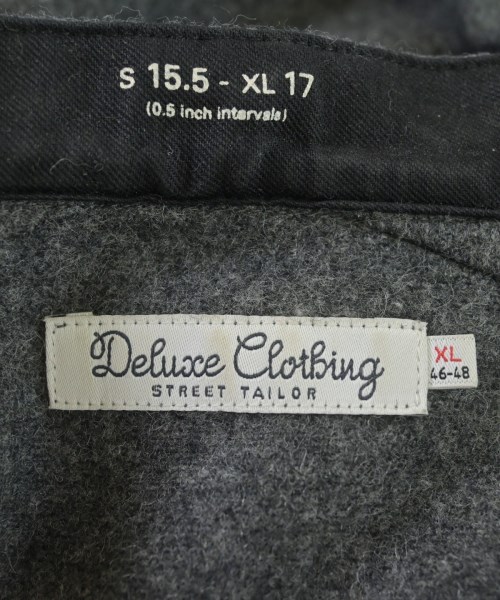 S 15.5 - XL 17
(0.5 inch intervals)
Deluxe Clothing
STREET TAILOR
XL
46-48